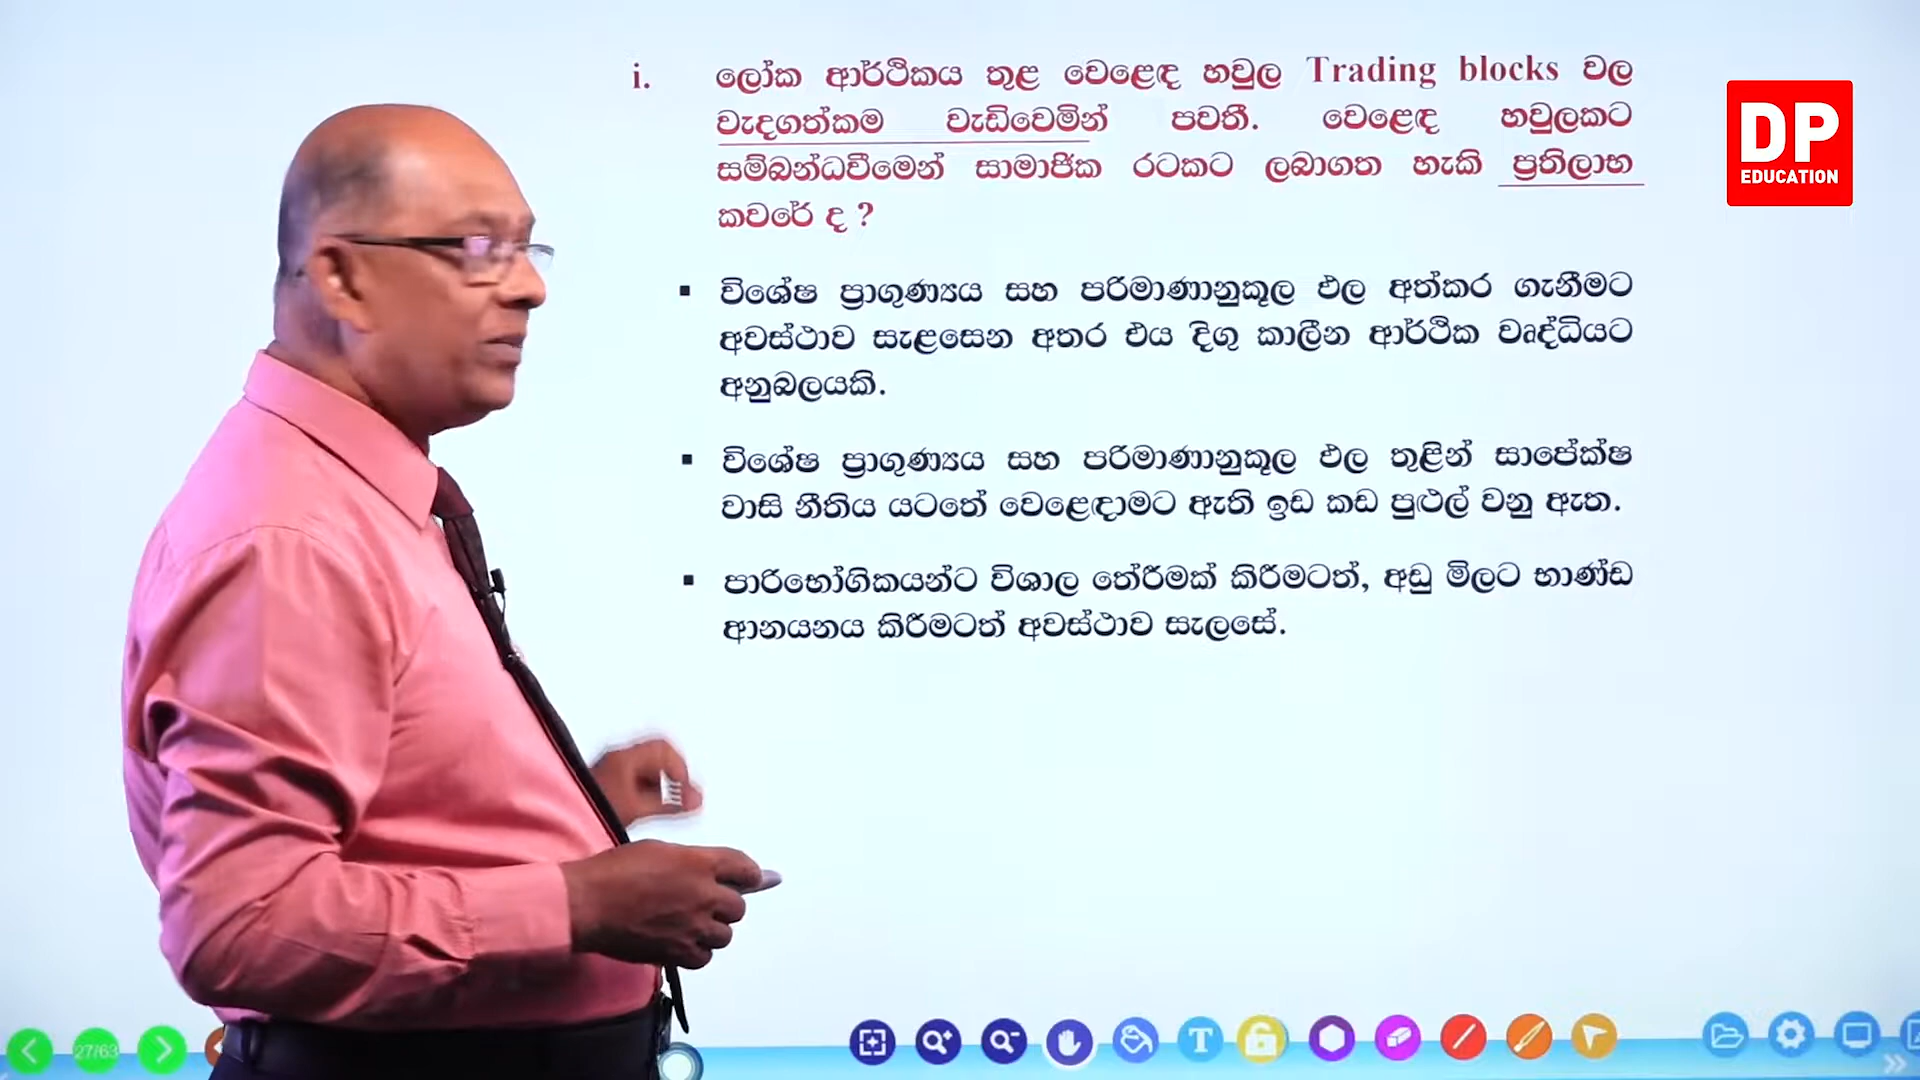 i. ලෝක ආර්ථිකය තුළ වෙළෙඳ හවුල Trading blocks වල
වැදගත්කම වැඩිවෙමින් පවතී. වෙළෙඳ හවුලකට
සම්බන්ධවීමෙන් සාමාජික රටකට ලබාගත හැකි ප්‍රතිලාභ
කවරේ ද ?
▪ විශේෂ ප්‍රාගුණ්‍යය සහ පරිමාණානුකූල ඵල අත්කර ගැනීමට
අවස්ථාව සැළසෙන අතර එය දිගු කාලීන ආර්ථික වෘද්ධියට
අනුබලයකි.
▪ විශේෂ ප්‍රාගුණ්‍යය සහ පරිමාණානුකූල ඵල තුළින් සාපේක්ෂ
වාසි නීතිය යටතේ වෙළෙඳාමට ඇති ඉඩ කඩ පුළුල් වනු ඇත.
▪ පාරිභෝගිකයන්ට විශාල තේරීමක් කිරීමටත්, අඩු මිලට භාණ්ඩ
ආනයනය කිරීමටත් අවස්ථාව සැලසේ.
DP
EDUCATION
27/63